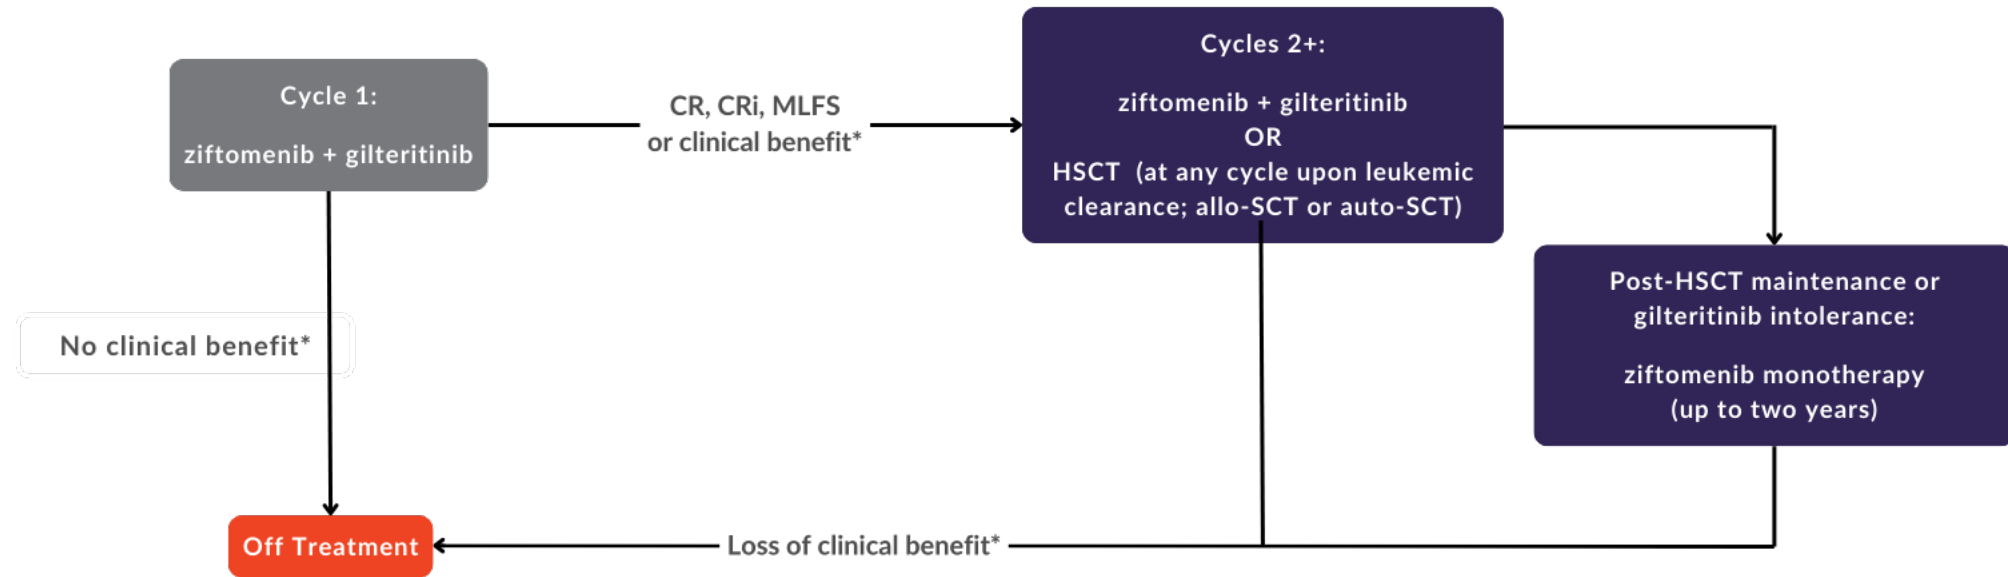 Cycle 1:
ziftomenib + gilteritinib
CR, CRi, MLFS
or clinical benefit*
Cycles 2+:
ziftomenib + gilteritinib
OR
HSCT (at any cycle upon leukemic
clearance; allo-SCT or auto-SCT)
Post-HSCT maintenance or
gilteritinib intolerance:
ziftomenib monotherapy
(up to two years)
No clinical benefit*
Off Treatment
Loss of clinical benefit*